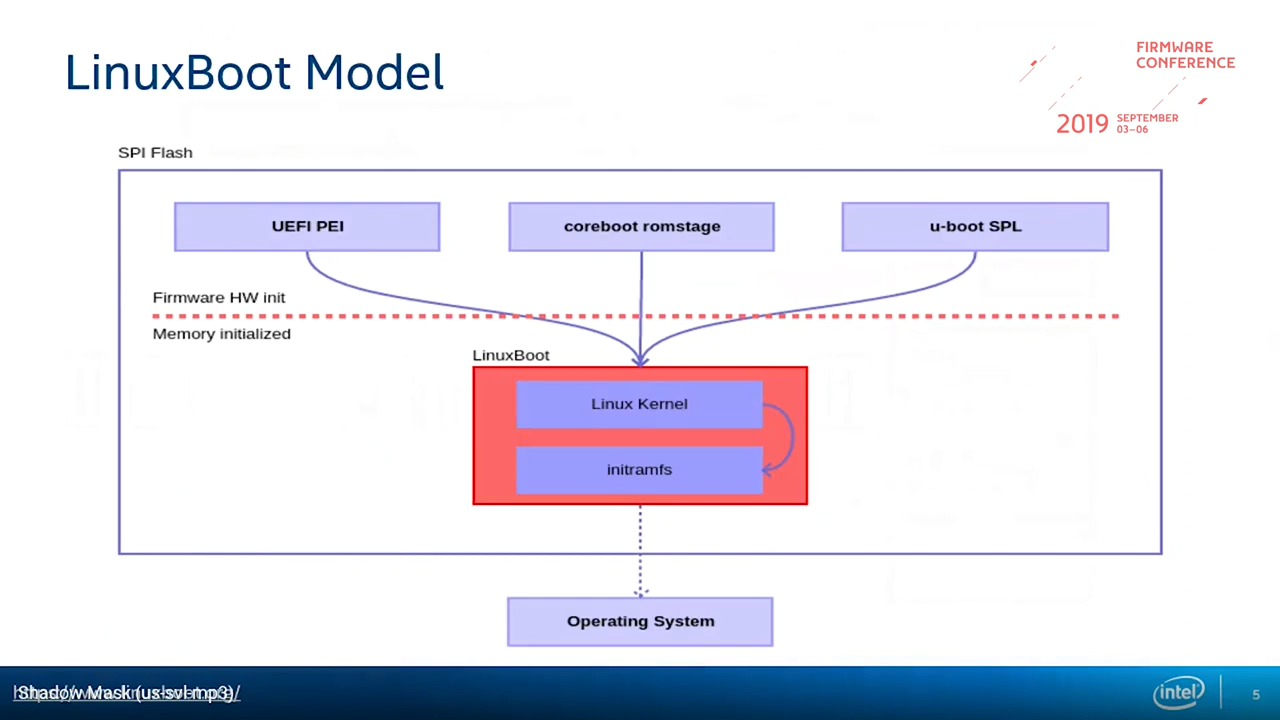 LinuxBoot Model
FIRMWARE
CONFERENCE
2019 SEPTEMBER
03–06
SPI Flash
UEFI PEI
coreboot romstage
u-boot SPL
Firmware HW init
Memory initialized
LinuxBoot
Linux Kernel
initramfs
Operating System
Shadow Mask (us-svl-mp3)
intel
5